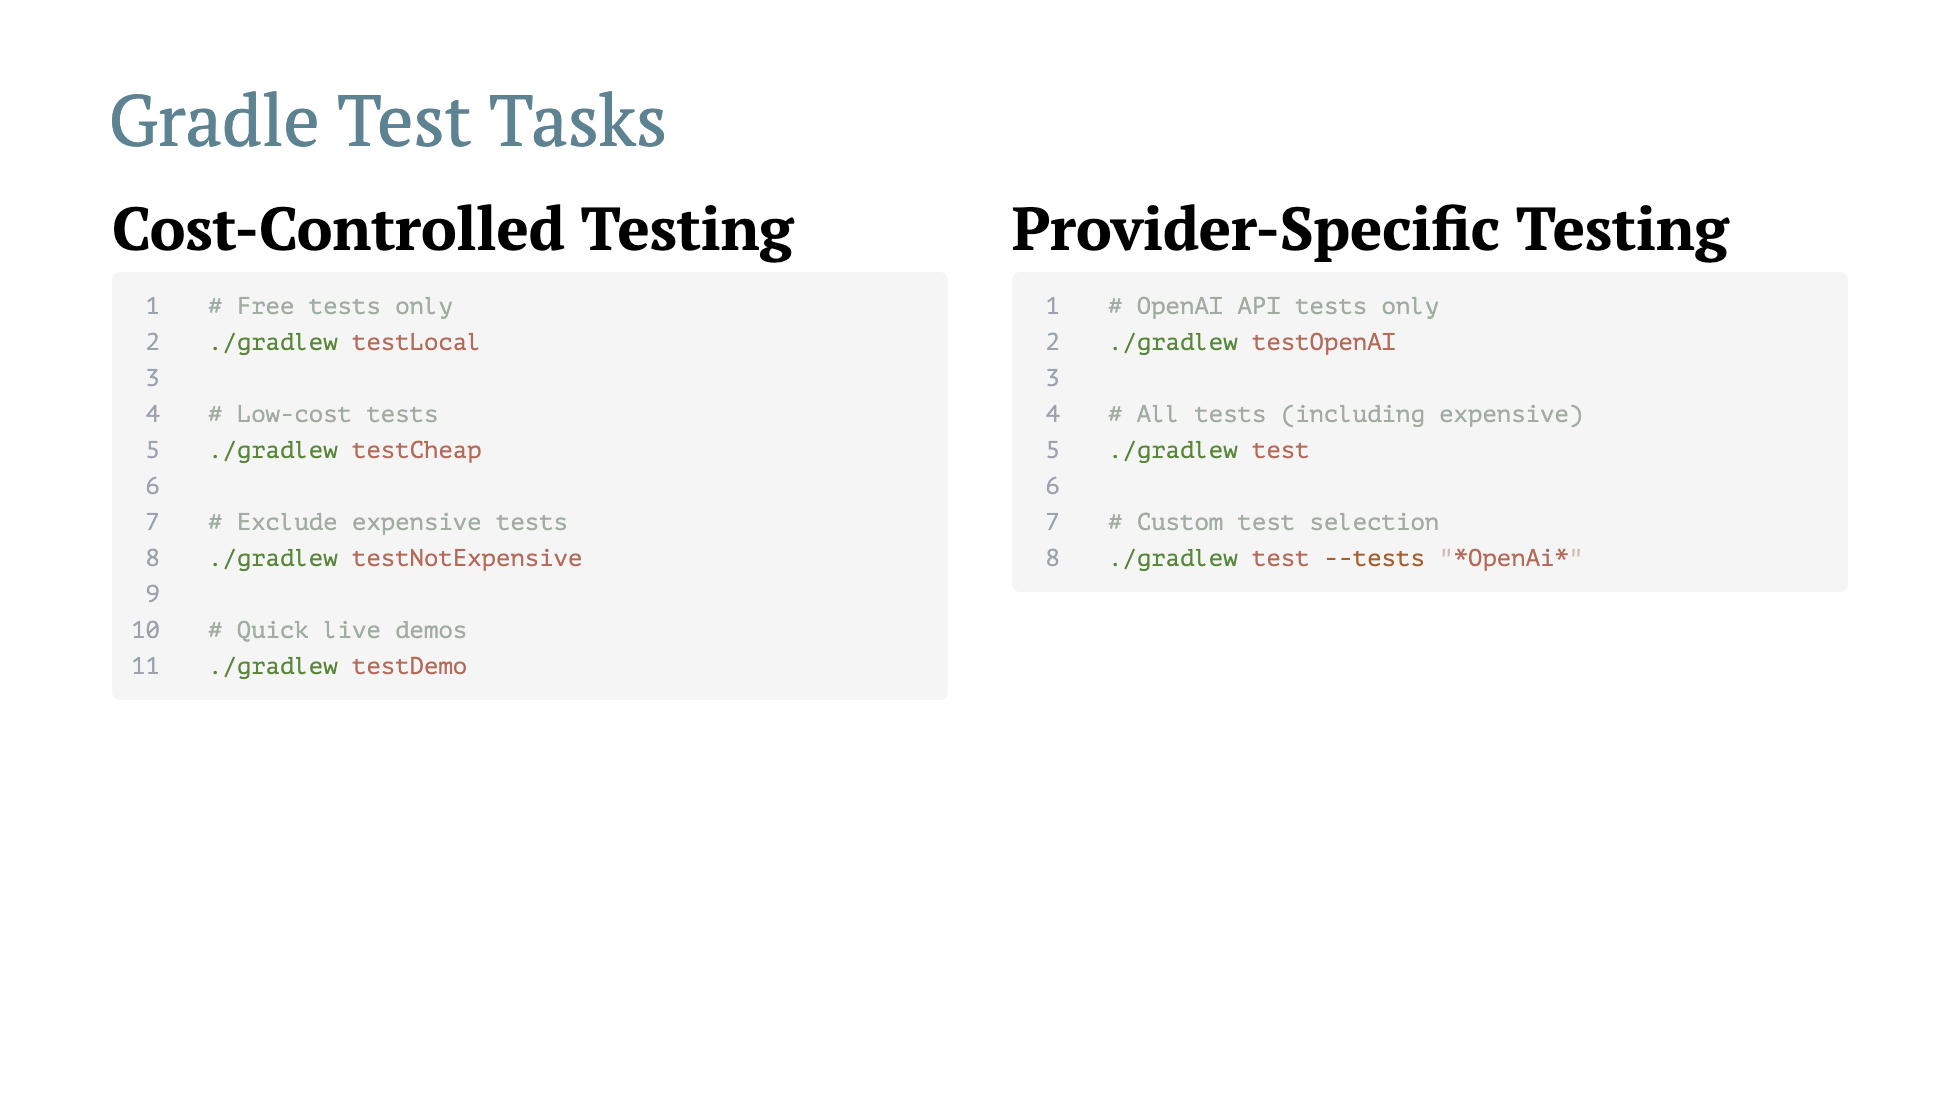 Gradle Test Tasks
Cost-Controlled Testing
1 # Free tests only
2 ./gradlew testLocal
3
4 # Low-cost tests
5 ./gradlew testCheap
6
7 # Exclude expensive tests
8 ./gradlew testNotExpensive
9
10 # Quick live demos
11 ./gradlew testDemo
Provider-Specific Testing
1 # OpenAI API tests only
2 ./gradlew testOpenAI
3
4 # All tests (including expensive)
5 ./gradlew test
6
7 # Custom test selection
8 ./gradlew test --tests "*OpenAi*"